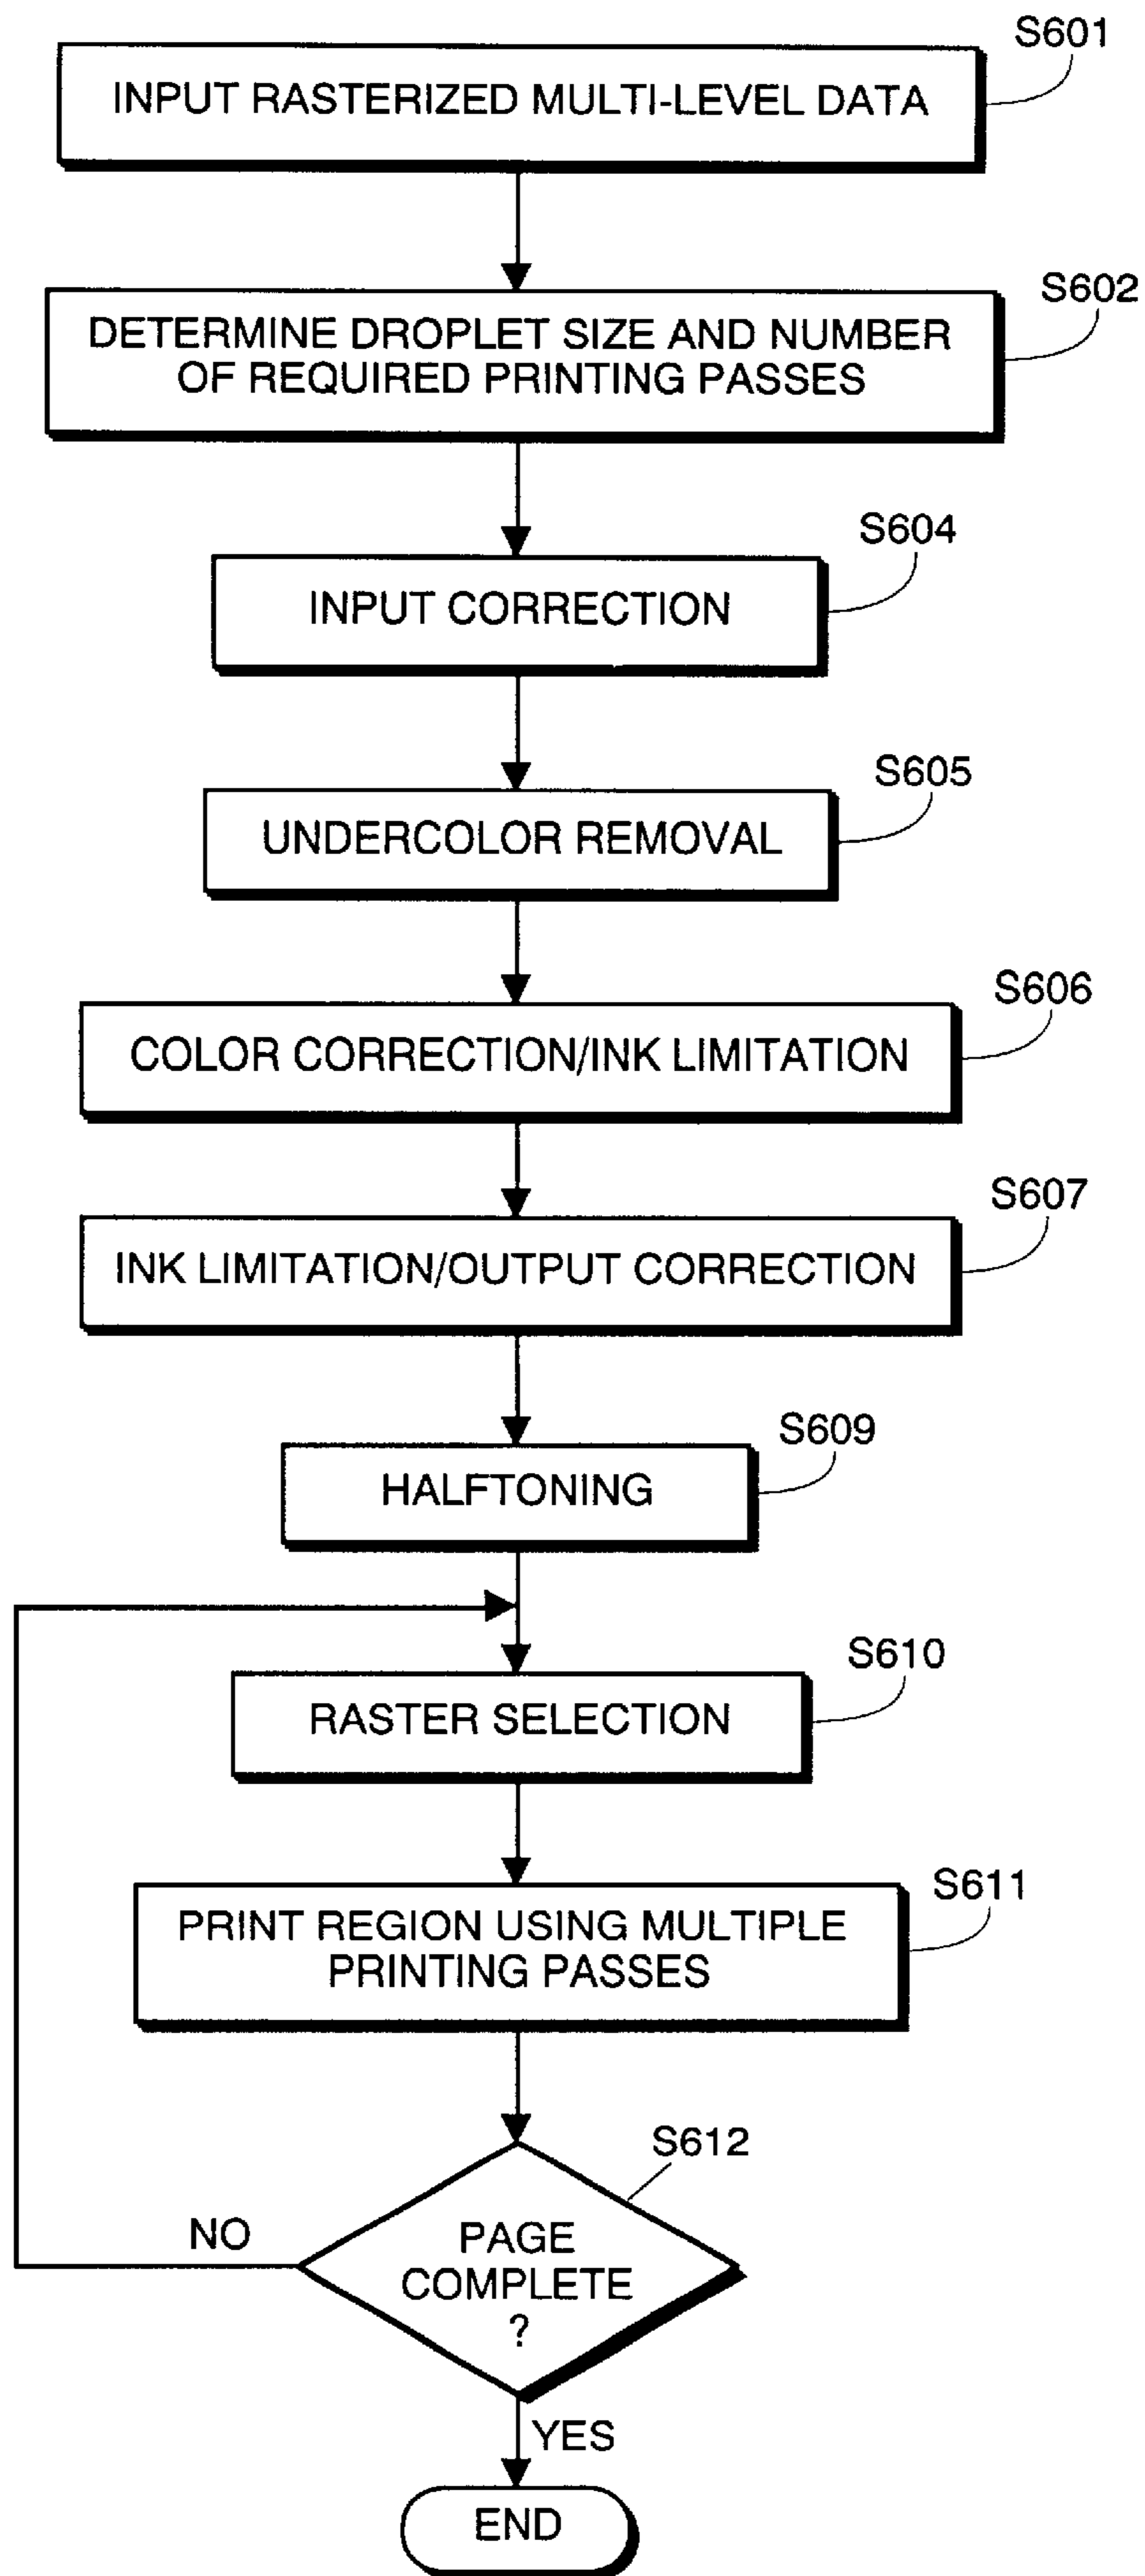 S601
INPUT RASTERIZED MULTI-LEVEL DATA
S602
DETERMINE DROPLET SIZE AND NUMBER
OF REQUIRED PRINTING PASSES
S604
INPUT CORRECTION
S605
UNDERCOLOR REMOVAL
S606
COLOR CORRECTION/INK LIMITATION
S607
INK LIMITATION/OUTPUT CORRECTION
S609
HALFTONING
S610
RASTER SELECTION
S611
PRINT REGION USING MULTIPLE
PRINTING PASSES
S612
NO
PAGE
COMPLETE
?
YES
END